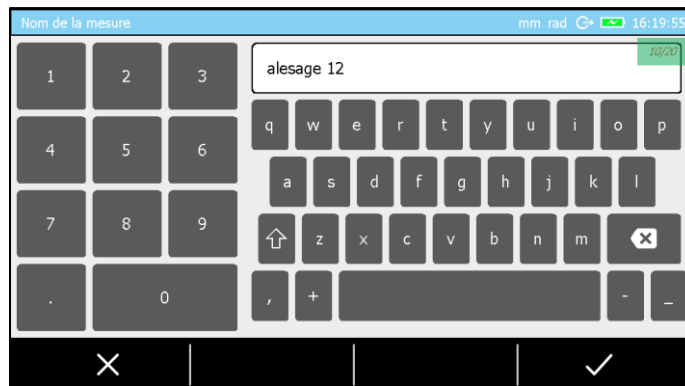 Nom de la mesure mm rad 16:19:55
10/20
alesage 12
1 2 3
q w e r t y u i o p
4 5 6
a s d f g h j k l
7 8 9
z x c v b n m
. 0
, + - _